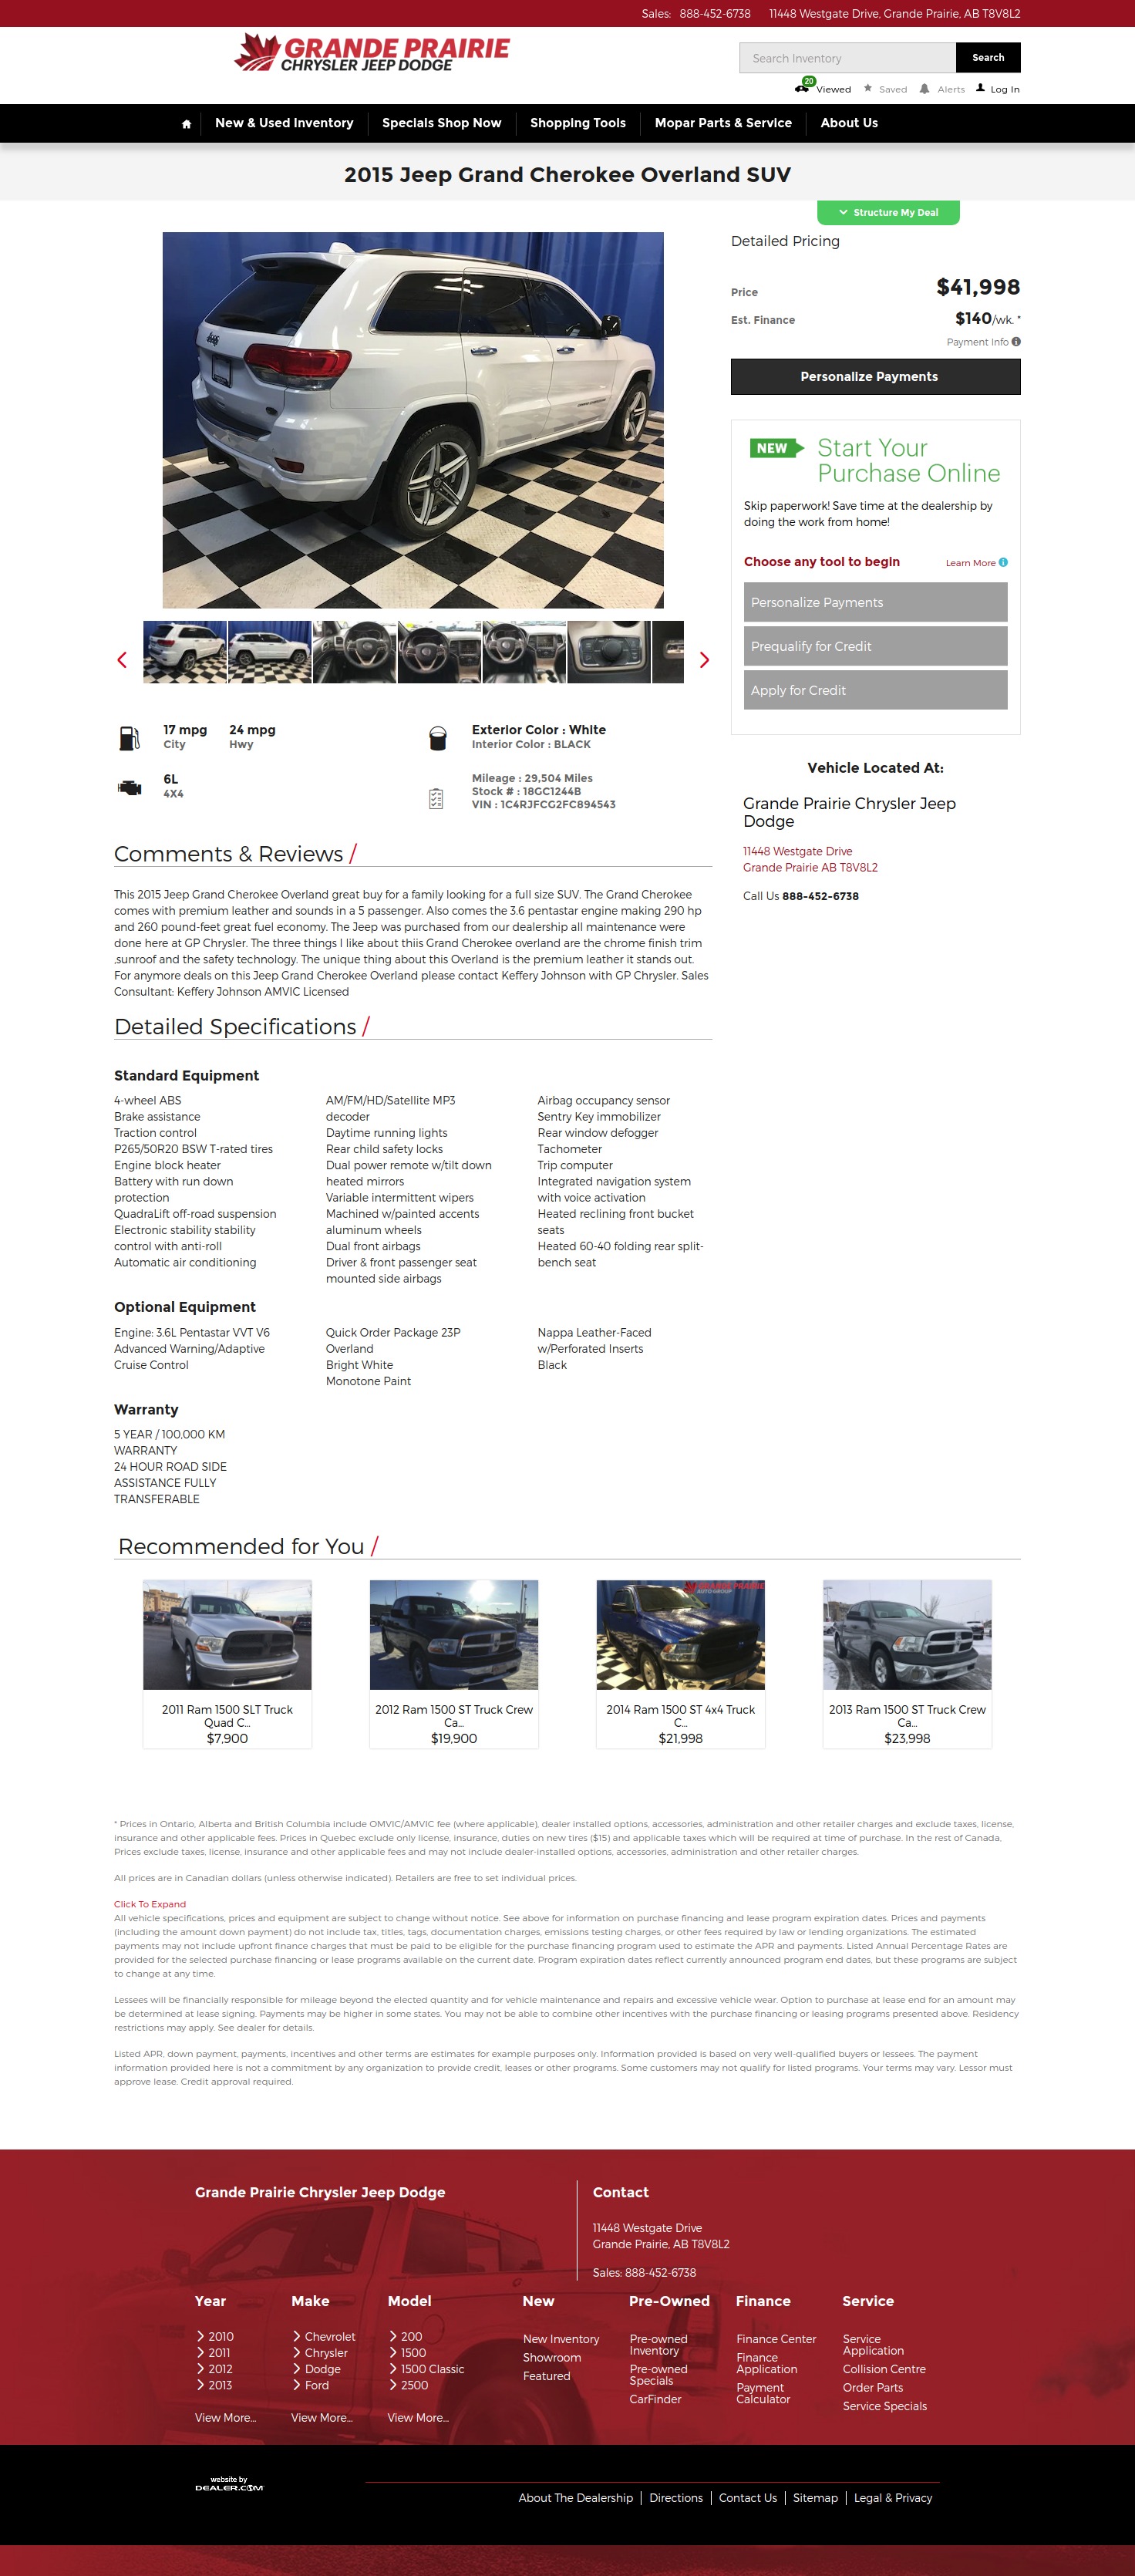 Sales: 888-452-6738 11448 Westgate Drive, Grande Prairie, AB T8V8L2
GRANDE PRAIRIE
CHRYSLER JEEP DODGE
Search Inventory Search
20
Viewed Saved Alerts Log In
New & Used Inventory Specials Shop Now Shopping Tools Mopar Parts & Service About Us
2015 Jeep Grand Cherokee Overland SUV
Structure My Deal
Detailed Pricing
Price $41,998
Est. Finance $140/wk. *
Payment Info
Personalize Payments
NEW Start Your
Purchase Online
Skip paperwork! Save time at the dealership by
doing the work from home!
Choose any tool to begin Learn More
Personalize Payments
Prequalify for Credit
Apply for Credit
17 mpg 24 mpg
City Hwy
Exterior Color : White
Interior Color : BLACK
6L
4X4
Mileage : 29,504 Miles
Stock # : 18GC1244B
VIN : 1C4RJFCG2FC894543
Vehicle Located At:
Grande Prairie Chrysler Jeep
Dodge
11448 Westgate Drive
Grande Prairie AB T8V8L2
Call Us 888-452-6738
Comments & Reviews /
This 2015 Jeep Grand Cherokee Overland great buy for a family looking for a full size SUV. The Grand Cherokee
comes with premium leather and sounds in a 5 passenger. Also comes the 3.6 pentastar engine making 290 hp
and 260 pound-feet great fuel economy. The Jeep was purchased from our dealership all maintenance were
done here at GP Chrysler. The three things I like about thiis Grand Cherokee overland are the chrome finish trim
,sunroof and the safety technology. The unique thing about this Overland is the premium leather it stands out.
For anymore deals on this Jeep Grand Cherokee Overland please contact Keffery Johnson with GP Chrysler. Sales
Consultant: Keffery Johnson AMVIC Licensed
Detailed Specifications /
Standard Equipment
4-wheel ABS
Brake assistance
Traction control
P265/50R20 BSW T-rated tires
Engine block heater
Battery with run down
protection
QuadraLift off-road suspension
Electronic stability stability
control with anti-roll
Automatic air conditioning
AM/FM/HD/Satellite MP3
decoder
Daytime running lights
Rear child safety locks
Dual power remote w/tilt down
heated mirrors
Variable intermittent wipers
Machined w/painted accents
aluminum wheels
Dual front airbags
Driver & front passenger seat
mounted side airbags
Airbag occupancy sensor
Sentry Key immobilizer
Rear window defogger
Tachometer
Trip computer
Integrated navigation system
with voice activation
Heated reclining front bucket
seats
Heated 60-40 folding rear split-
bench seat
Optional Equipment
Engine: 3.6L Pentastar VVT V6
Advanced Warning/Adaptive
Cruise Control
Quick Order Package 23P
Overland
Bright White
Monotone Paint
Nappa Leather-Faced
w/Perforated Inserts
Black
Warranty
5 YEAR / 100,000 KM
WARRANTY
24 HOUR ROAD SIDE
ASSISTANCE FULLY
TRANSFERABLE
Recommended for You /
2011 Ram 1500 SLT Truck
Quad C...
$7,900
2012 Ram 1500 ST Truck Crew
Ca...
$19,900
2014 Ram 1500 ST 4x4 Truck
C...
$21,998
2013 Ram 1500 ST Truck Crew
Ca...
$23,998
* Prices in Ontario, Alberta and British Columbia include OMVIC/AMVIC fee (where applicable), dealer installed options, accessories, administration and other retailer charges and exclude taxes, license,
insurance and other applicable fees. Prices in Quebec exclude only license, insurance, duties on new tires ($15) and applicable taxes which will be required at time of purchase. In the rest of Canada,
Prices exclude taxes, license, insurance and other applicable fees and may not include dealer-installed options, accessories, administration and other retailer charges.
All prices are in Canadian dollars (unless otherwise indicated). Retailers are free to set individual prices.
Click To Expand
All vehicle specifications, prices and equipment are subject to change without notice. See above for information on purchase financing and lease program expiration dates. Prices and payments
(including the amount down payment) do not include tax, titles, tags, documentation charges, emissions testing charges, or other fees required by law or lending organizations. The estimated
payments may not include upfront finance charges that must be paid to be eligible for the purchase financing program used to estimate the APR and payments. Listed Annual Percentage Rates are
provided for the selected purchase financing or lease programs available on the current date. Program expiration dates reflect currently announced program end dates, but these programs are subject
to change at any time.
Lessees will be financially responsible for mileage beyond the elected quantity and for vehicle maintenance and repairs and excessive vehicle wear. Option to purchase at lease end for an amount may
be determined at lease signing. Payments may be higher in some states. You may not be able to combine other incentives with the purchase financing or leasing programs presented above. Residency
restrictions may apply. See dealer for details.
Listed APR, down payment, payments, incentives and other terms are estimates for example purposes only. Information provided is based on very well-qualified buyers or lessees. The payment
information provided here is not a commitment by any organization to provide credit, leases or other programs. Some customers may not qualify for listed programs. Your terms may vary. Lessor must
approve lease. Credit approval required.
Grande Prairie Chrysler Jeep Dodge
Contact
11448 Westgate Drive
Grande Prairie, AB T8V8L2
Sales: 888-452-6738
Year
2010
2011
2012
2013
View More...
Make
Chevrolet
Chrysler
Dodge
Ford
View More...
Model
200
1500
1500 Classic
2500
View More...
New
New Inventory
Showroom
Featured
Pre-Owned
Pre-owned
Inventory
Pre-owned
Specials
CarFinder
Finance
Finance Center
Finance
Application
Payment
Calculator
Service
Service
Application
Collision Centre
Order Parts
Service Specials
website by
DEALER.COM
About The Dealership Directions Contact Us Sitemap Legal & Privacy